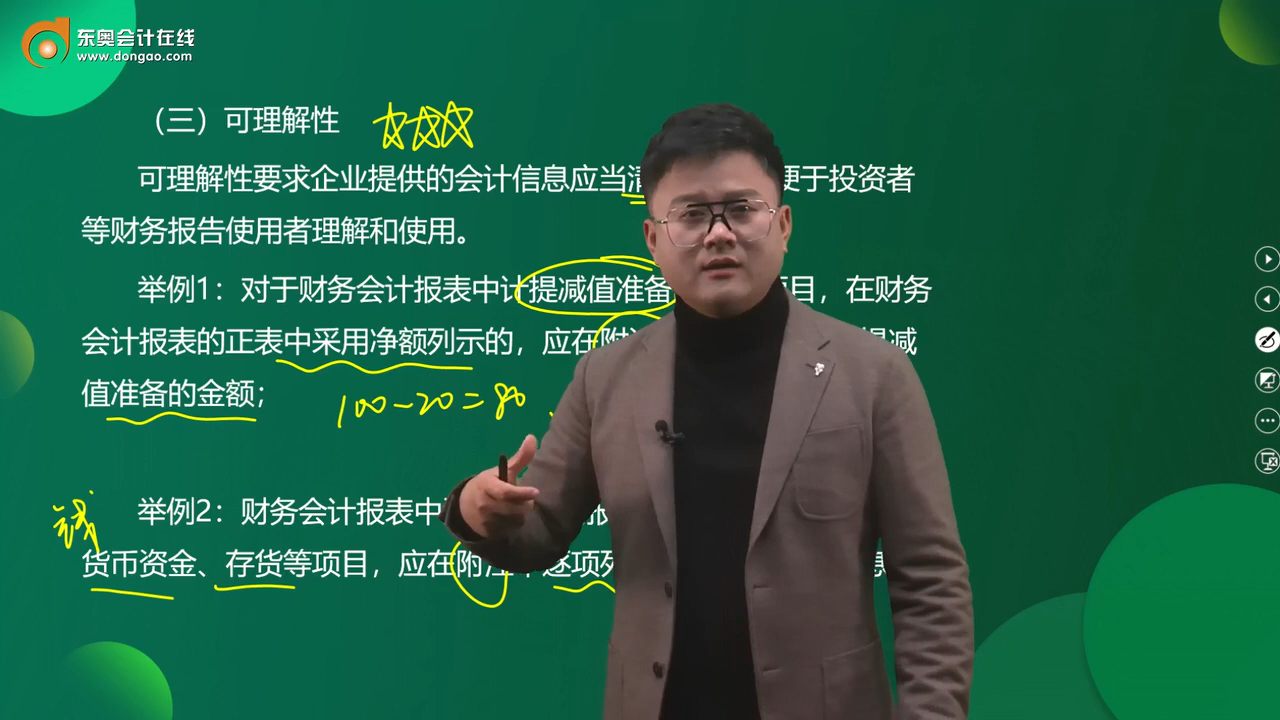 东奥会计在线
www.dongao.com
（三）可理解性
可理解性要求企业提供的会计信息应当清 便于投资者
等财务报告使用者理解和使用。
举例1：对于财务会计报表中计提减值准备 项目，在财务
会计报表的正表中采用净额列示的，应在附 提减
值准备的金额；
100-20=80
举例2：财务会计报表中
钱
货币资金、存货等项目，应在附注中逐项列 息